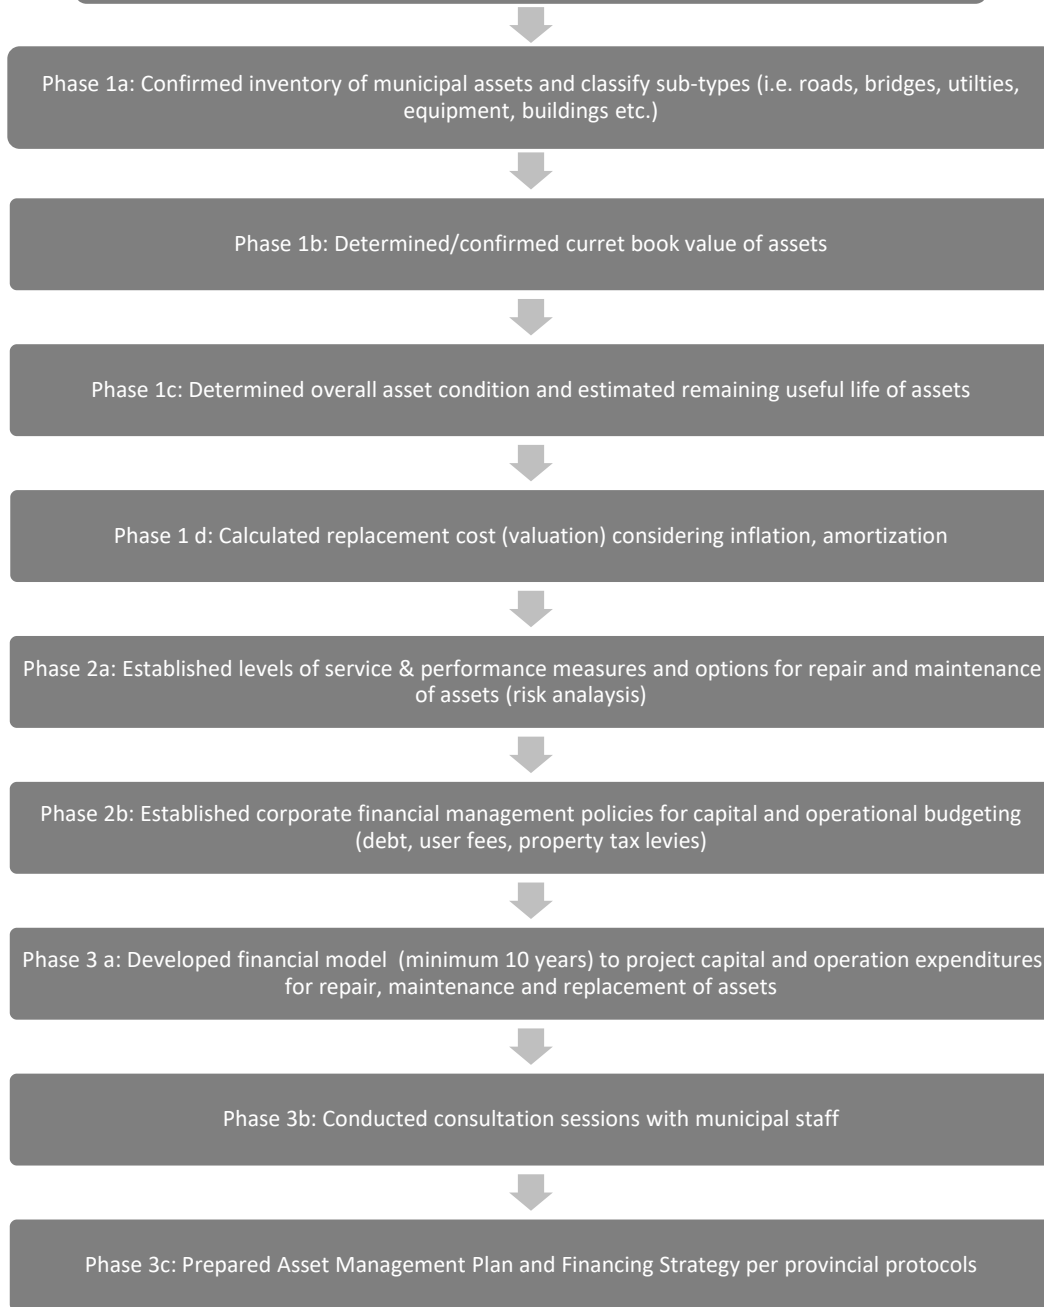 Phase 1a: Confirmed inventory of municipal assets and classify sub-types (i.e. roads, bridges, utilties,
equipment, buildings etc.)
Phase 1b: Determined/confirmed curret book value of assets
Phase 1c: Determined overall asset condition and estimated remaining useful life of assets
Phase 1 d: Calculated replacement cost (valuation) considering inflation, amortization
Phase 2a: Established levels of service & performance measures and options for repair and maintenance
of assets (risk analaysis)
Phase 2b: Established corporate financial management policies for capital and operational budgeting
(debt, user fees, property tax levies)
Phase 3 a: Developed financial model (minimum 10 years) to project capital and operation expenditures
for repair, maintenance and replacement of assets
Phase 3b: Conducted consultation sessions with municipal staff
Phase 3c: Prepared Asset Management Plan and Financing Strategy per provincial protocols